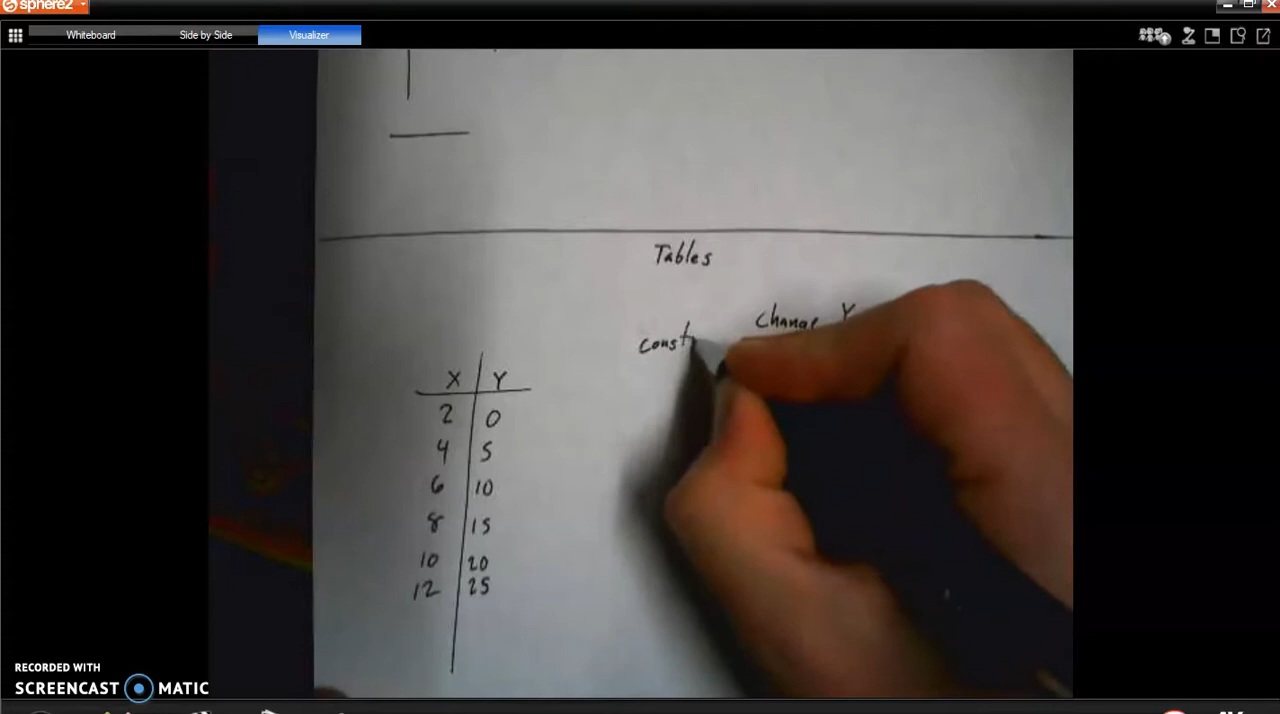 sphere2
Whiteboard Side by Side Visualizer
Tables
Change Y
const
X Y
2 0
4 5
6 10
8 15
10 20
12 25
RECORDED WITH
SCREENCAST MATIC